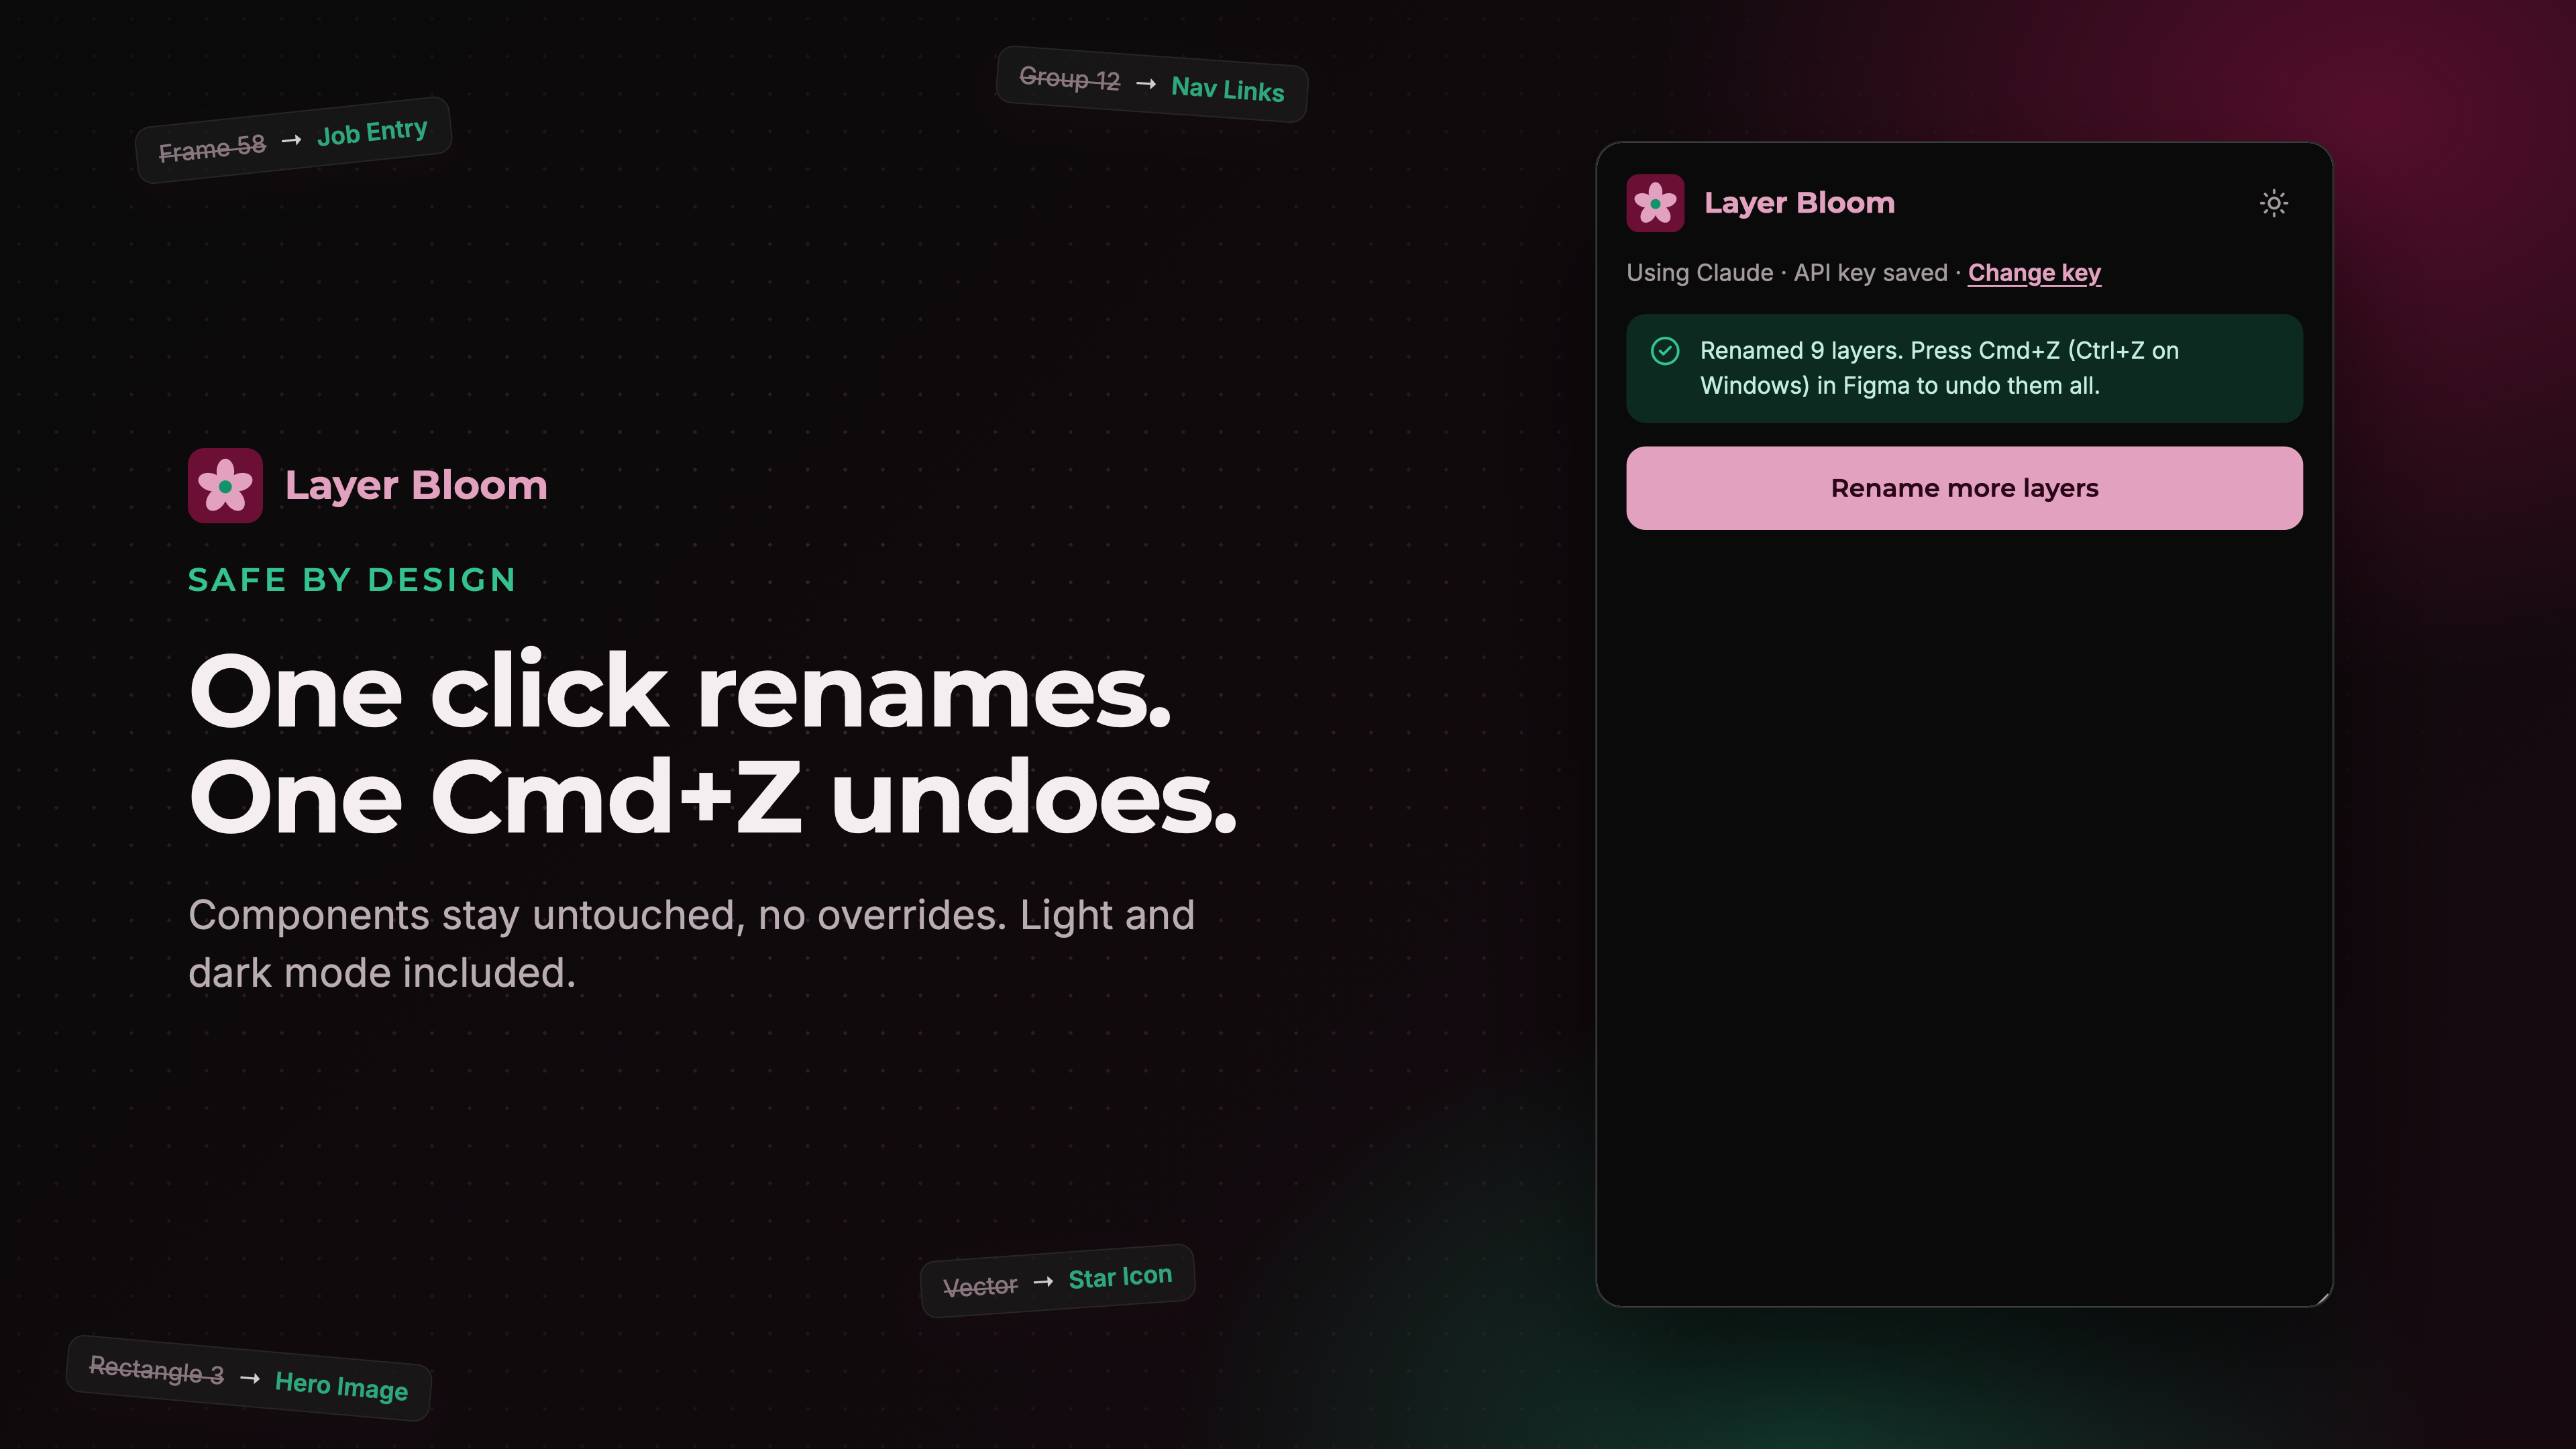 Frame 58 → Job Entry
Group 12 → Nav Links
Layer Bloom
SAFE BY DESIGN
One click renames.
One Cmd+Z undoes.
Components stay untouched, no overrides. Light and
dark mode included.
Vector → Star Icon
Rectangle 3 → Hero Image
Layer Bloom
Using Claude · API key saved · Change key
Renamed 9 layers. Press Cmd+Z (Ctrl+Z on
Windows) in Figma to undo them all.
Rename more layers